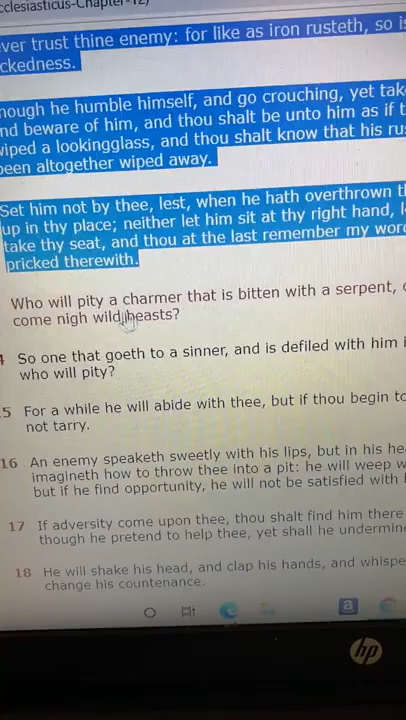 cclesiasticus-Chapter-12/
ever trust thine enemy: for like as iron rusteth, so is
ckedness.
hough he humble himself, and go crouching, yet tak
nd beware of him, and thou shalt be unto him as if t
wiped a lookingglass, and thou shalt know that his ru
been altogether wiped away.
Set him not by thee, lest, when he hath overthrown th
up in thy place; neither let him sit at thy right hand, l
take thy seat, and thou at the last remember my word
pricked therewith.
Who will pity a charmer that is bitten with a serpent,
come nigh wild beasts?
4 So one that goeth to a sinner, and is defiled with him i
who will pity?
5 For a while he will abide with thee, but if thou begin to
not tarry.
16 An enemy speaketh sweetly with his lips, but in his hea
imagineth how to throw thee into a pit: he will weep w
but if he find opportunity, he will not be satisfied with
17 If adversity come upon thee, thou shalt find him there
though he pretend to help thee, yet shall he undermin
18 He will shake his head, and clap his hands, and whispe
change his countenance.
a
hp